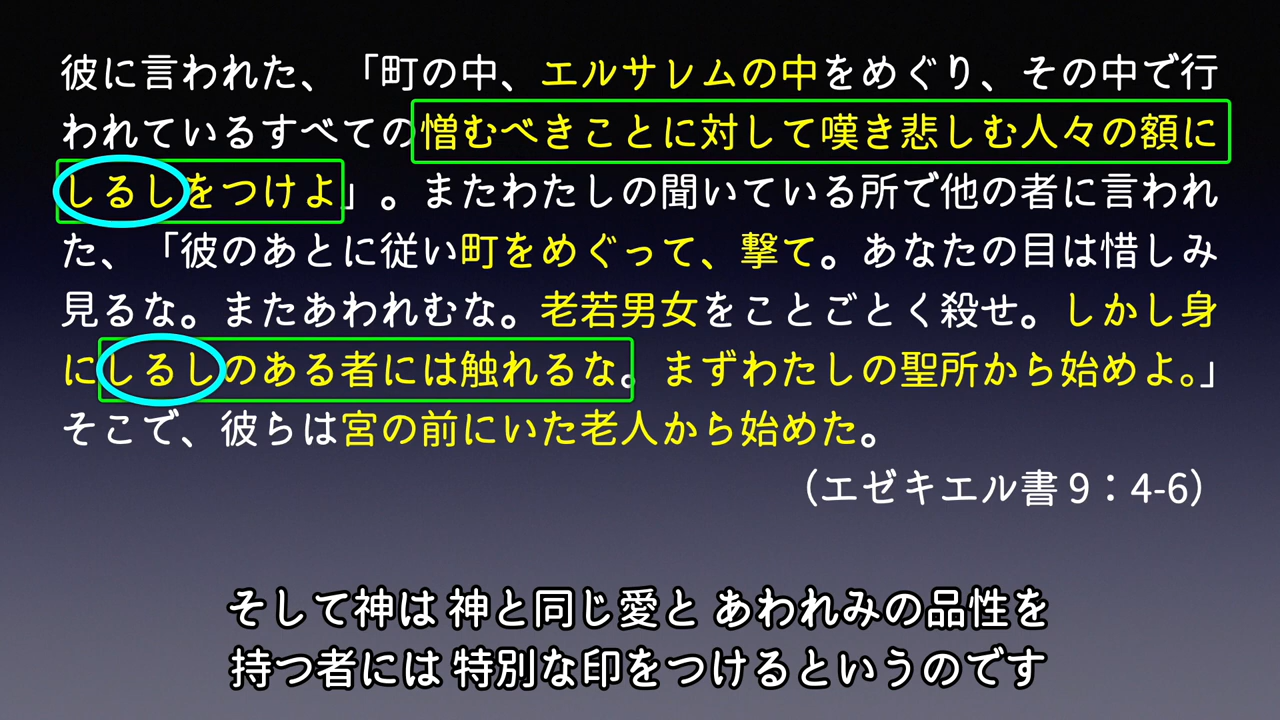 彼に言われた、「町の中、エルサレムの中をめぐり、その中で行
われているすべての憎むべきことに対して嘆き悲しむ人々の額に
しるしをつけよ」。またわたしの聞いている所で他の者に言われ
た、「彼のあとに従い町をめぐって、撃て。あなたの目は惜しみ
見るな。またあわれむな。老若男女をことごとく殺せ。しかし身
にしるしのある者には触れるな。まずわたしの聖所から始めよ。」
そこで、彼らは宮の前にいた老人から始めた。
（エゼキエル書 9：4-6）
そして神は 神と同じ愛と あわれみの品性を
持つ者には 特別な印をつけるというのです